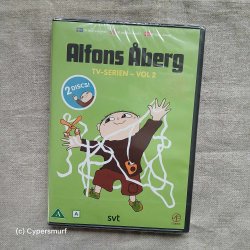 Alfons Åberg
TV-SERIEN – VOL 2
2 DISCS!
(c) Cypersmurf
A
svt